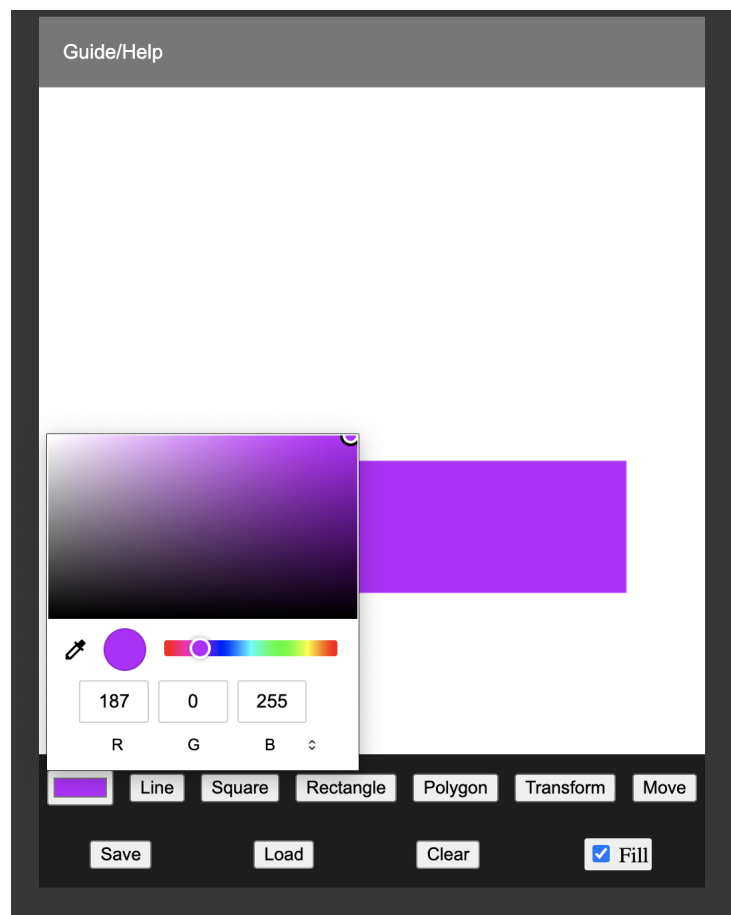 Guide/Help
187 0 255
R G B
Line Square Rectangle Polygon Transform Move
Save Load Clear Fill